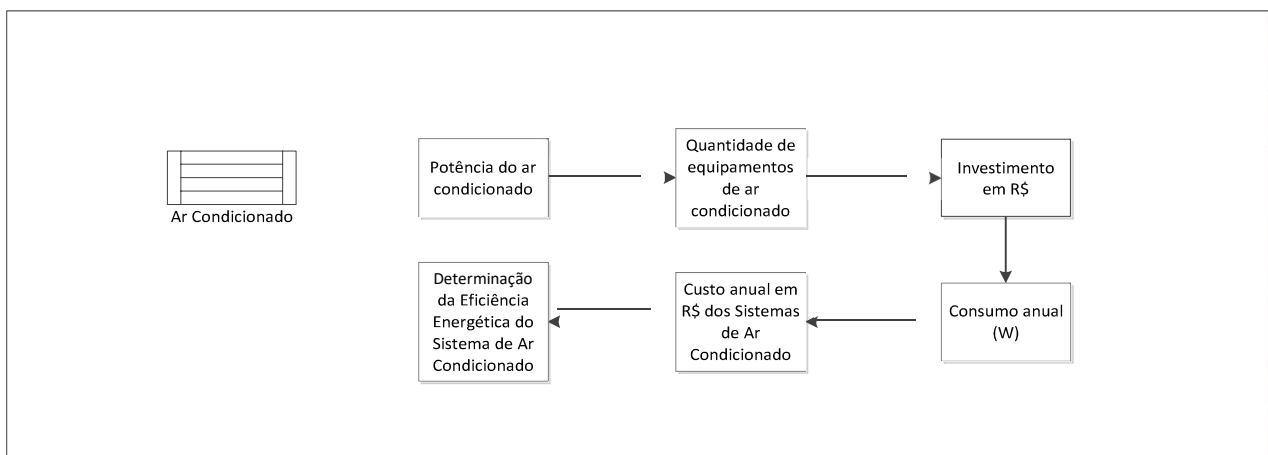 Ar Condicionado
Potência do ar
condicionado
Quantidade de
equipamentos
de ar
condicionado
Investimento
em R$
Consumo anual
(W)
Custo anual em
R$ dos Sistemas
de Ar
Condicionado
Determinação
da Eficiência
Energética do
Sistema de Ar
Condicionado